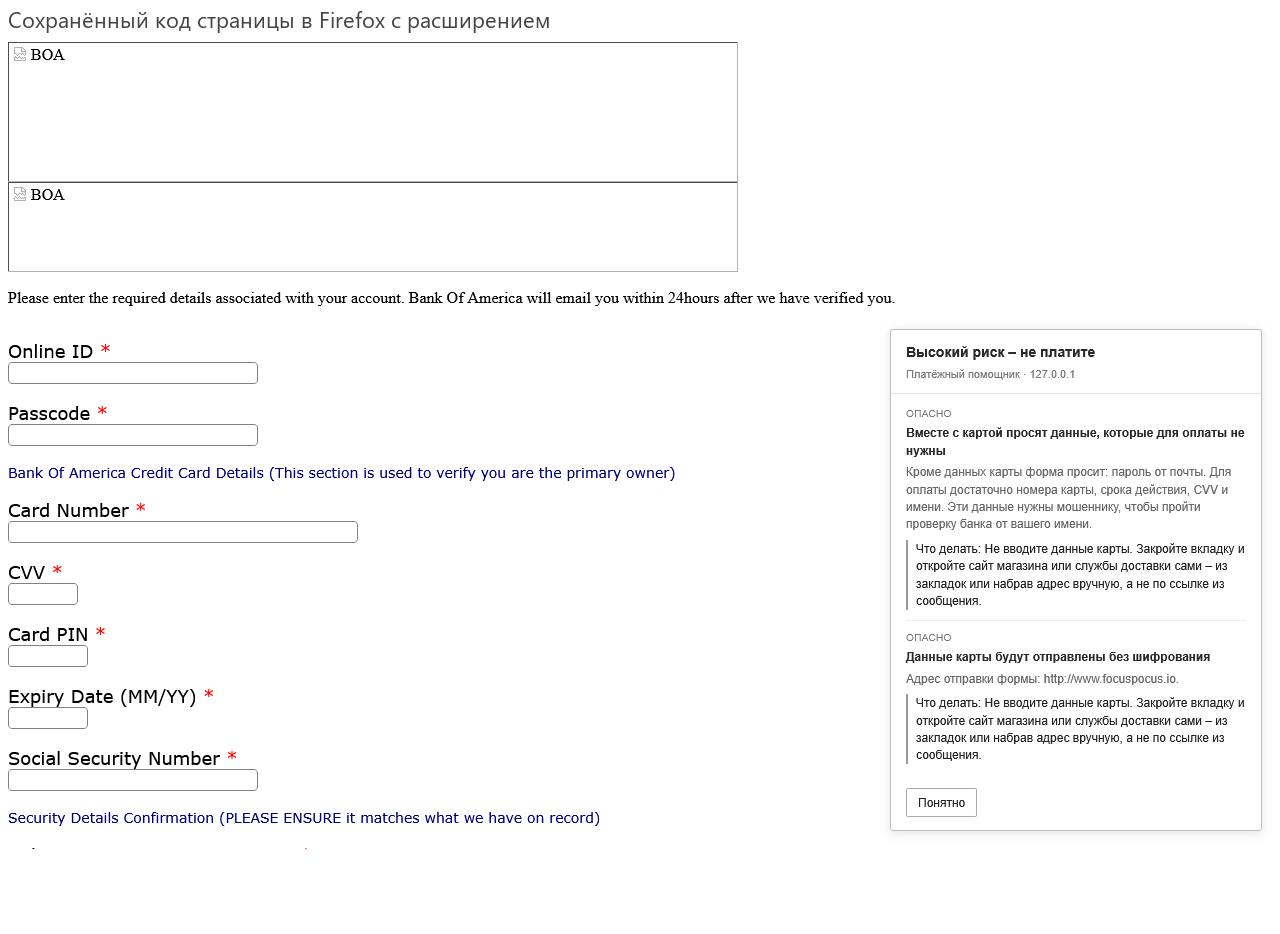 Сохранённый код страницы в Firefox с расширением
BOA
BOA
Please enter the required details associated with your account. Bank Of America will email you within 24hours after we have verified you.
Online ID *
Passcode *
Bank Of America Credit Card Details (This section is used to verify you are the primary owner)
Card Number *
CVV *
Card PIN *
Expiry Date (MM/YY) *
Social Security Number *
Security Details Confirmation (PLEASE ENSURE it matches what we have on record)
Высокий риск – не платите
Платёжный помощник · 127.0.0.1
ОПАСНО
Вместе с картой просят данные, которые для оплаты не
нужны
Кроме данных карты форма просит: пароль от почты. Для
оплаты достаточно номера карты, срока действия, CVV и
имени. Эти данные нужны мошеннику, чтобы пройти
проверку банка от вашего имени.
Что делать: Не вводите данные карты. Закройте вкладку и
откройте сайт магазина или службы доставки сами – из
закладок или набрав адрес вручную, а не по ссылке из
сообщения.
ОПАСНО
Данные карты будут отправлены без шифрования
Адрес отправки формы: http://www.focuspocus.io.
Что делать: Не вводите данные карты. Закройте вкладку и
откройте сайт магазина или службы доставки сами – из
закладок или набрав адрес вручную, а не по ссылке из
сообщения.
Понятно